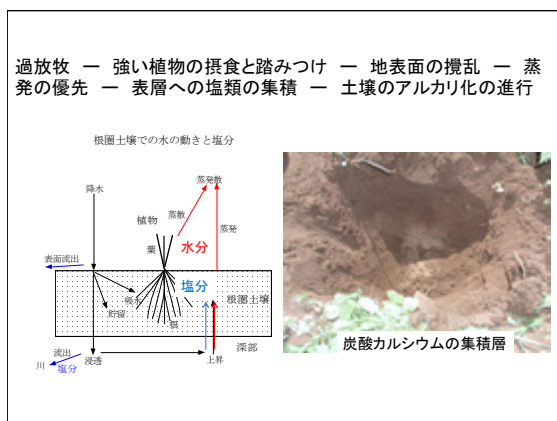 過放牧 ー 強い植物の摂食と踏みつけ ー 地表面の攪乱 ー 蒸
発の優先 ー 表層への塩類の集積 ー 土壌のアルカリ化の進行
根圏土壌での水の動きと塩分
蒸発散
降水
植物
蒸散
蒸発
葉
水分
表面流出
塩分
吸水
根圏土壌
貯留
根
深部
流出
川
塩分
浸透
上昇
炭酸カルシウムの集積層